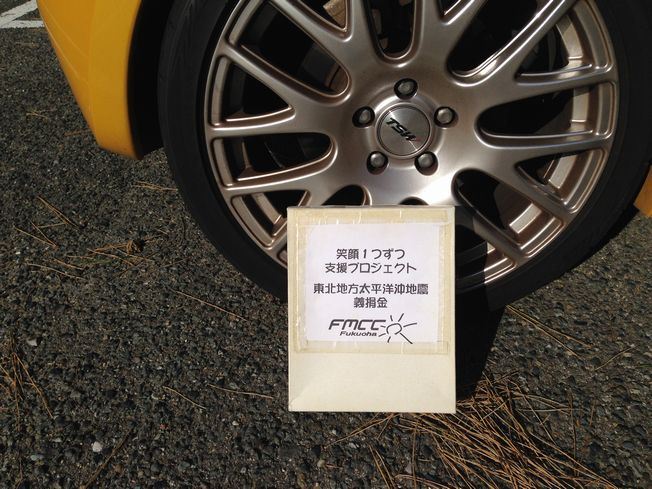 TSW
笑顔1つずつ
支援プロジェクト
東北地方太平洋沖地震
義捐金
FMCC
Fukuoka